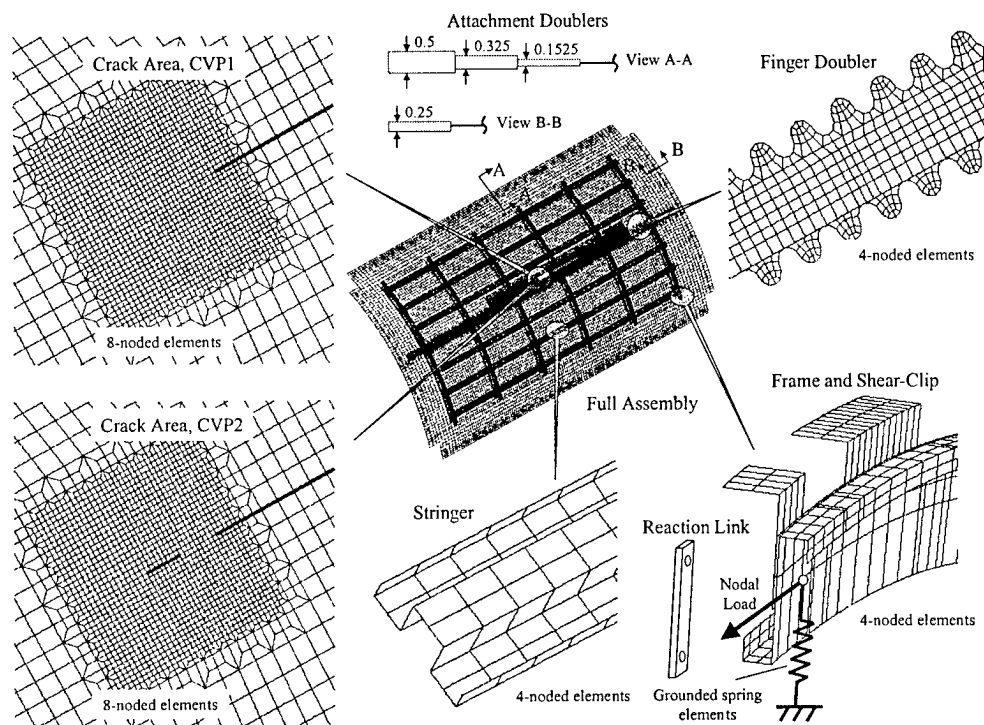 Attachment Doublers
0.5
0.325
0.1525
View A-A
0.25
View B-B
Crack Area, CVP1
8-noded elements
Finger Doubler
4-noded elements
A
B
Full Assembly
Crack Area, CVP2
8-noded elements
Stringer
4-noded elements
Frame and Shear-Clip
Reaction Link
Nodal
Load
4-noded elements
Grounded spring
elements